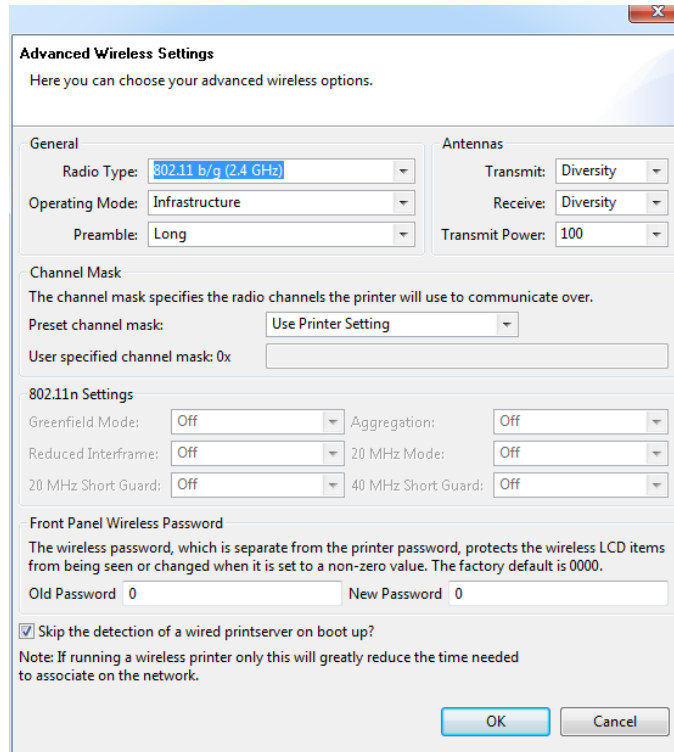 Advanced Wireless Settings
Here you can choose your advanced wireless options.
General
Radio Type: 802.11 b/g (2.4 GHz)
Operating Mode: Infrastructure
Preamble: Long
Antennas
Transmit: Diversity
Receive: Diversity
Transmit Power: 100
Channel Mask
The channel mask specifies the radio channels the printer will use to communicate over.
Preset channel mask: Use Printer Setting
User specified channel mask: 0x
802.11n Settings
Greenfield Mode: Off Aggregation: Off
Reduced Interframe: Off 20 MHz Mode: Off
20 MHz Short Guard: Off 40 MHz Short Guard: Off
Front Panel Wireless Password
The wireless password, which is separate from the printer password, protects the wireless LCD items
from being seen or changed when it is set to a non-zero value. The factory default is 0000.
Old Password 0 New Password 0
Skip the detection of a wired printserver on boot up?
Note: If running a wireless printer only this will greatly reduce the time needed
to associate on the network.
OK Cancel